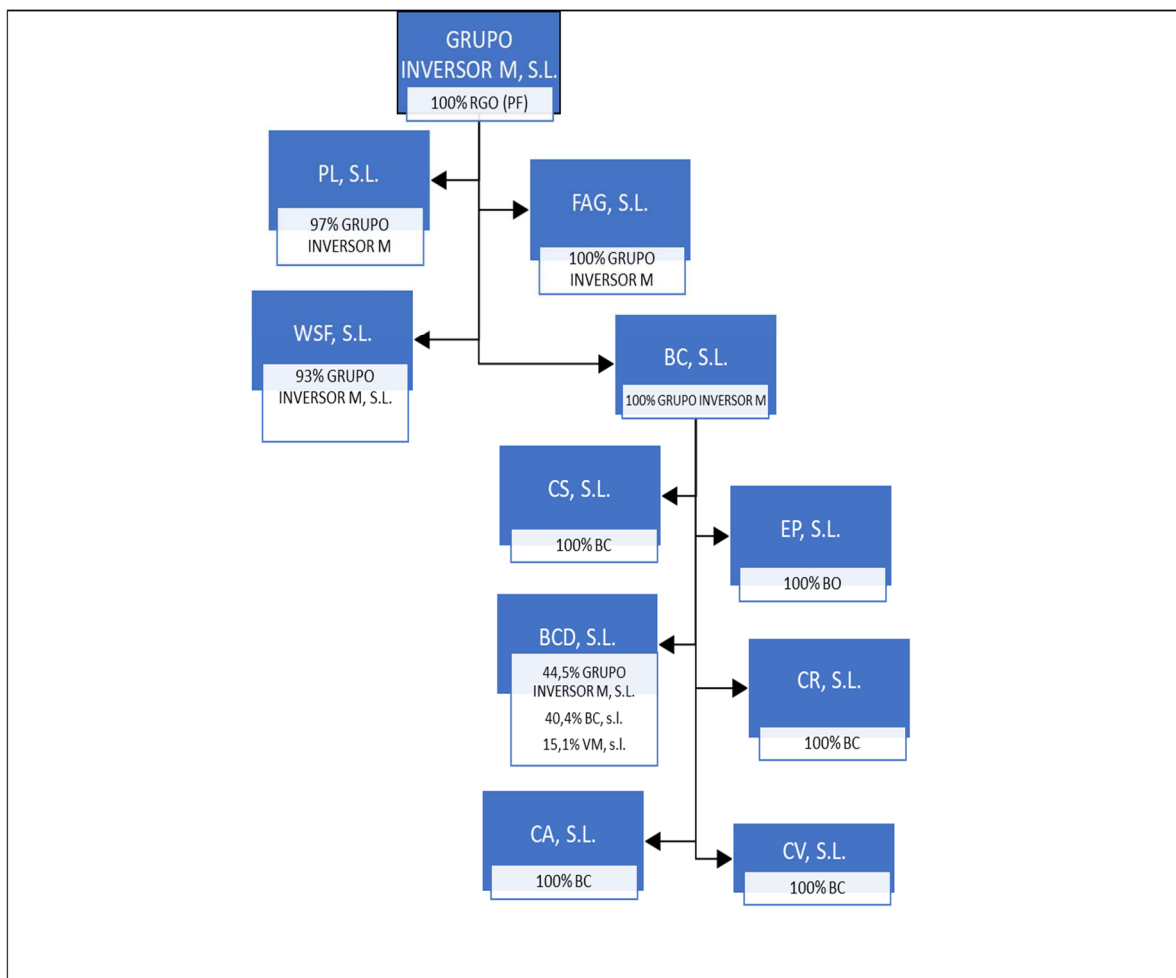 GRUPO
INVERSOR M, S.L.
100% RGO (PF)
PL, S.L.
97% GRUPO
INVERSOR M
FAG, S.L.
100% GRUPO
INVERSOR M
WSF, S.L.
93% GRUPO
INVERSOR M, S.L.
BC, S.L.
100% GRUPO INVERSOR M
CS, S.L.
100% BC
EP, S.L.
100% BO
BCD, S.L.
44,5% GRUPO
INVERSOR M, S.L.
40,4% BC, s.l.
15,1% VM, s.l.
CR, S.L.
100% BC
CA, S.L.
100% BC
CV, S.L.
100% BC